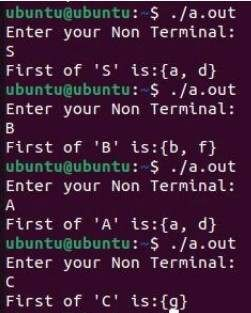 ubuntu@ubuntu:~$ ./a.out
Enter your Non Terminal:
S
First of 'S' is:{a, d}
ubuntu@ubuntu:~$ ./a.out
Enter your Non Terminal:
B
First of 'B' is:{b, f}
ubuntu@ubuntu:~$ ./a.out
Enter your Non Terminal:
A
First of 'A' is:{a, d}
ubuntu@ubuntu:~$ ./a.out
Enter your Non Terminal:
C
First of 'C' is:{g}